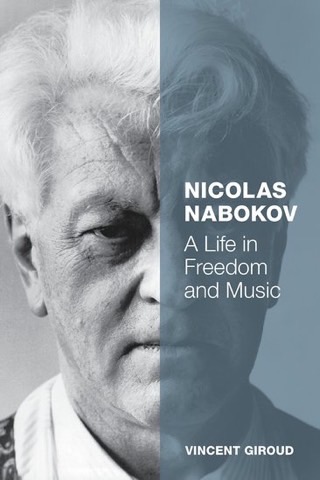 NICOLAS
NABOKOV
A Life in
Freedom
and Music
VINCENT GIROUD